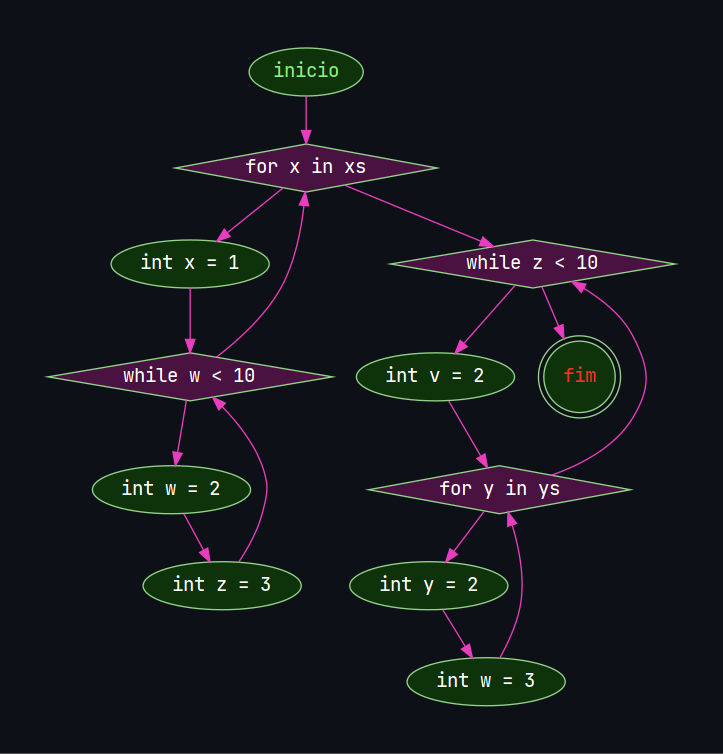 inicio
for x in xs
int x = 1
while z < 10
while w < 10
int v = 2
fim
int w = 2
for y in ys
int z = 3
int y = 2
int w = 3